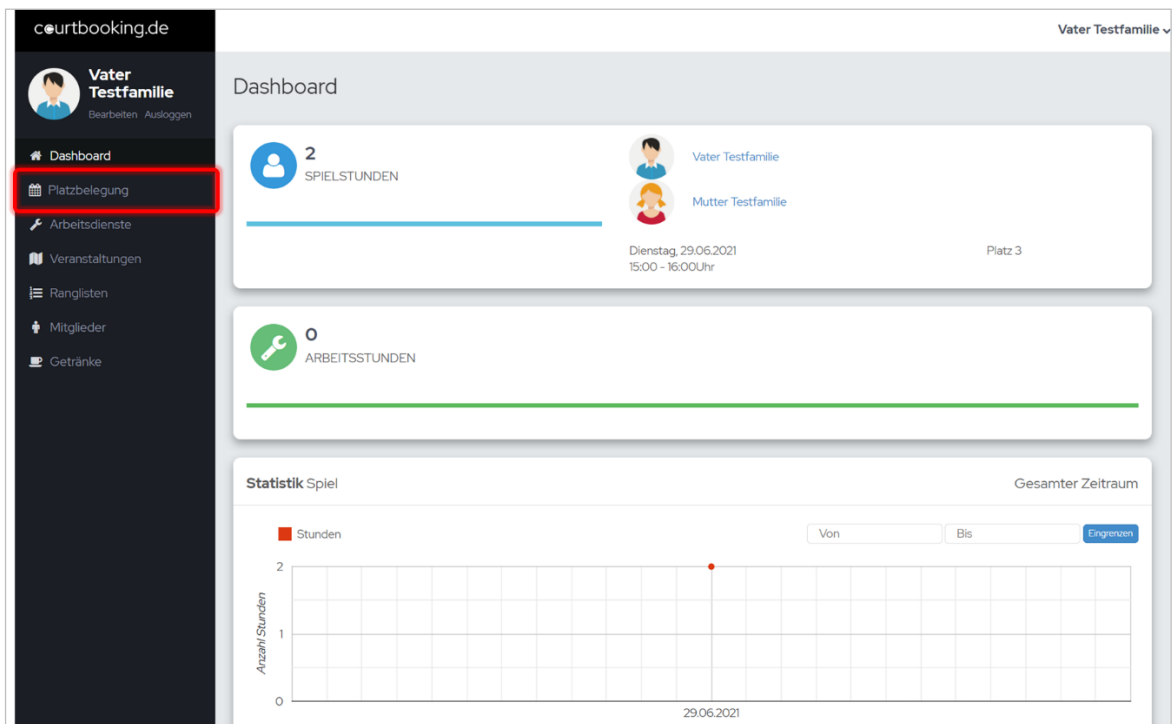 courtbooking.de
Vater Testfamilie
Vater
Testfamilie
Bearbeiten Ausloggen
Dashboard
Platzbelegung
Arbeitsdienste
Veranstaltungen
Ranglisten
Mitglieder
Getränke
Dashboard
2
SPIELSTUNDEN
Vater Testfamilie
Mutter Testfamilie
Dienstag, 29.06.2021
15:00 - 16:00Uhr
Platz 3
0
ARBEITSSTUNDEN
Statistik Spiel
Gesamter Zeitraum
Stunden
Von
Bis
Eingrenzen
Anzahl Stunden
2
1
0
29.06.2021